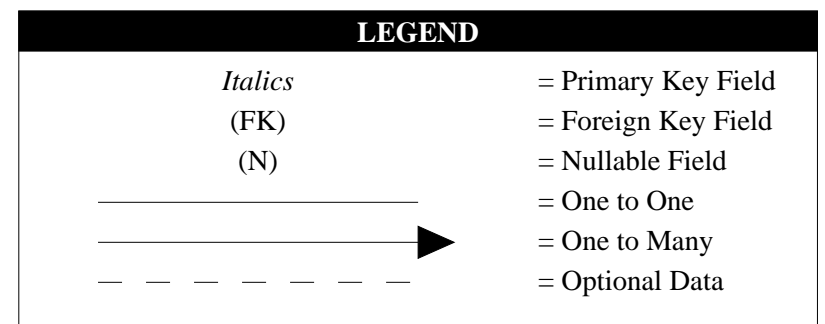 LEGEND
Italics = Primary Key Field
(FK) = Foreign Key Field
(N) = Nullable Field
= One to One
= One to Many
= Optional Data